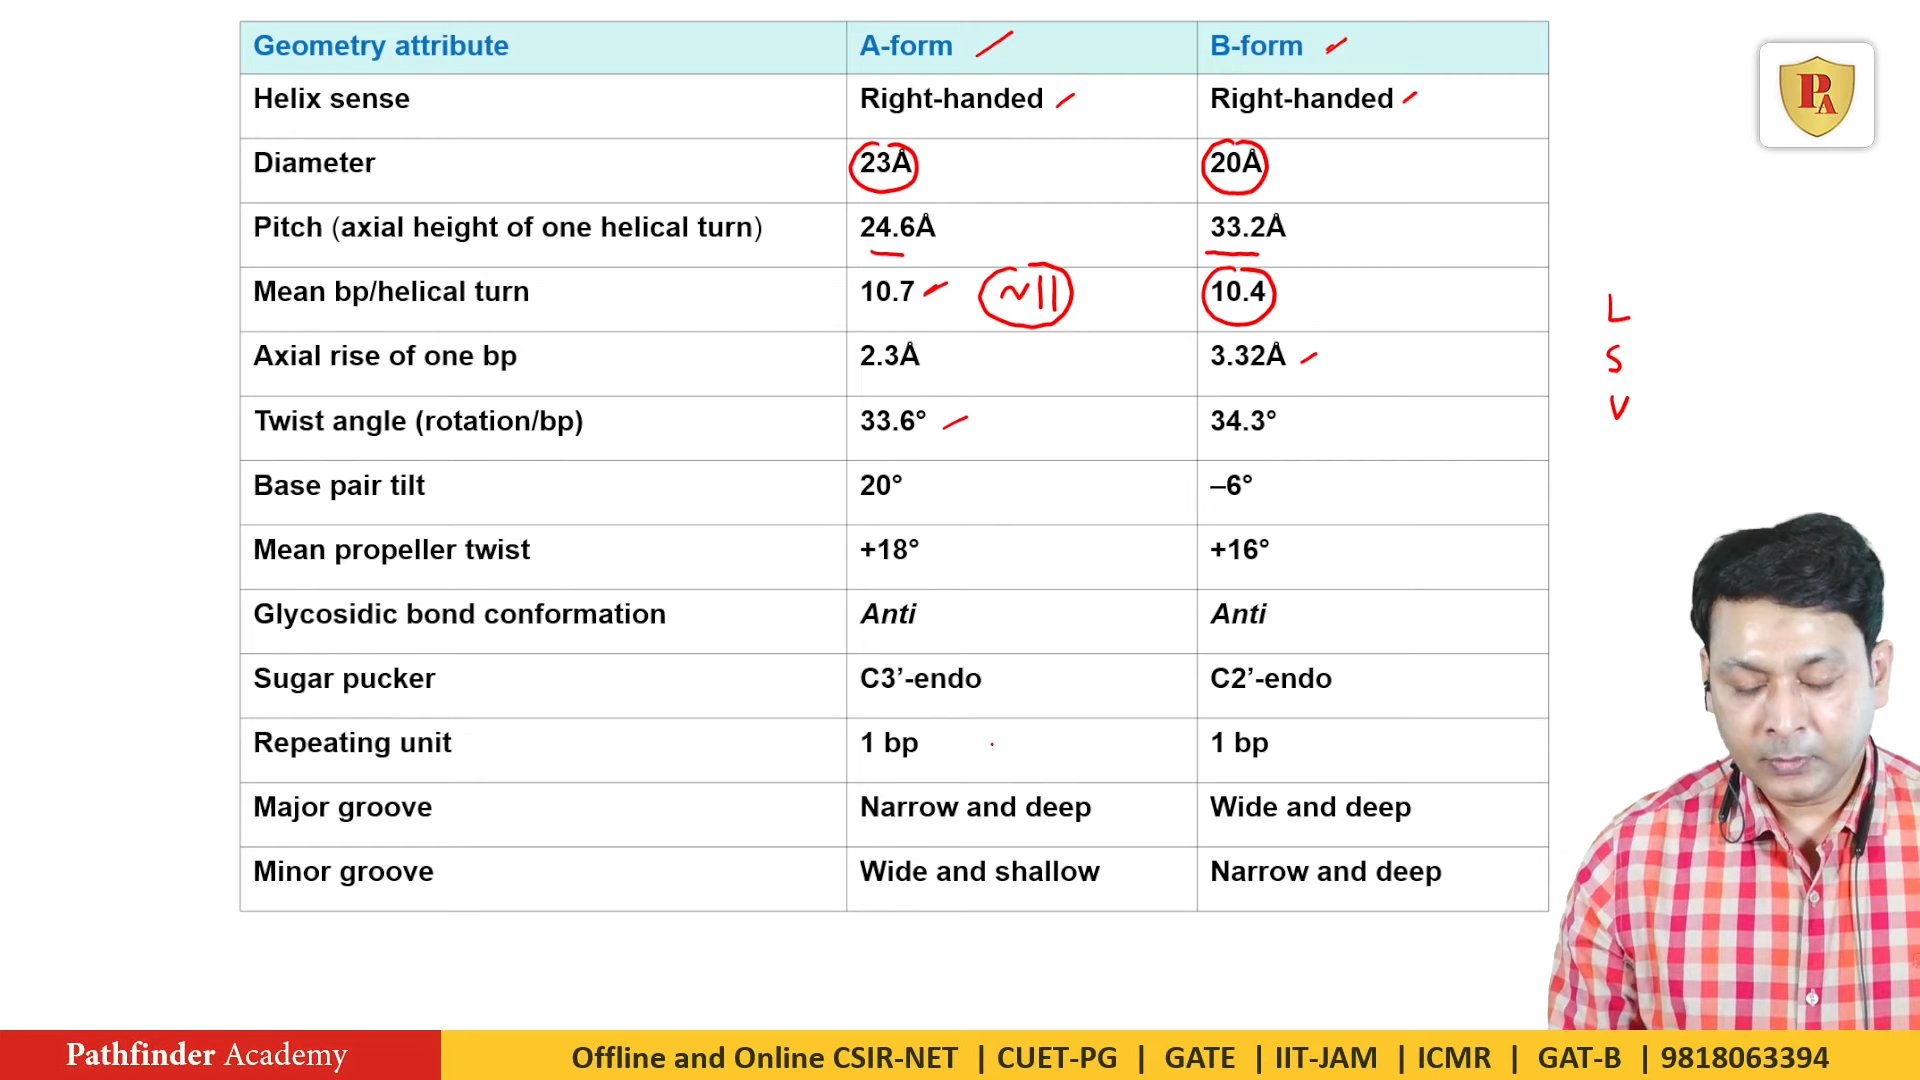 Geometry attribute A-form B-form
Helix sense Right-handed Right-handed
Diameter 23Å 20Å
Pitch (axial height of one helical turn) 24.6Å 33.2Å
Mean bp/helical turn 10.7 ~11 10.4
Axial rise of one bp 2.3Å 3.32Å
Twist angle (rotation/bp) 33.6° 34.3°
Base pair tilt 20° –6°
Mean propeller twist +18° +16°
Glycosidic bond conformation Anti Anti
Sugar pucker C3’-endo C2’-endo
Repeating unit 1 bp 1 bp
Major groove Narrow and deep Wide and deep
Minor groove Wide and shallow Narrow and deep
L
S
V
PA
Pathfinder Academy
Offline and Online CSIR-NET | CUET-PG | GATE | IIT-JAM | ICMR | GAT-B | 9818063394